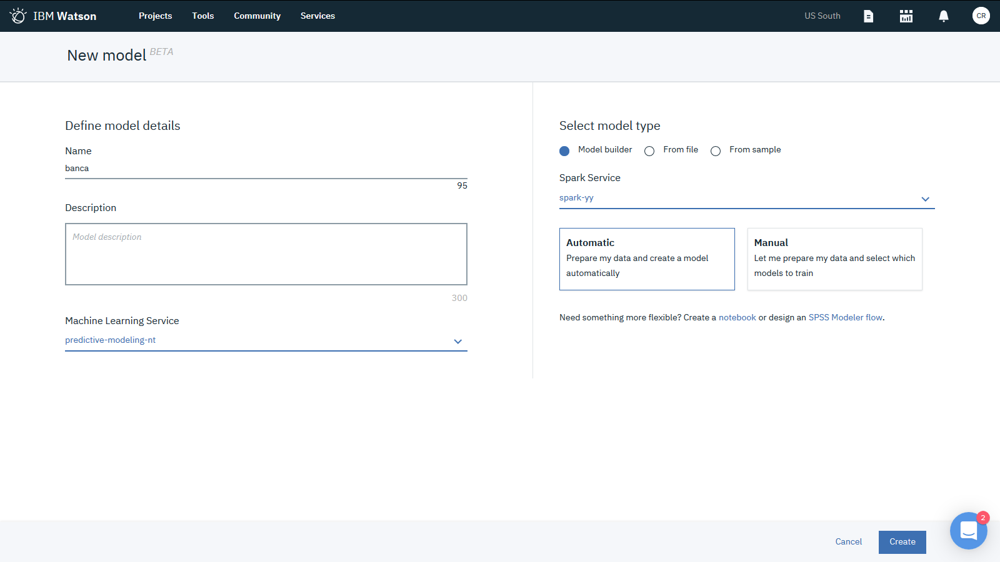 IBM Watson
Projects
Tools
Community
Services
US South
CR
New model BETA
Define model details
Name
banca
95
Description
Model description
300
Machine Learning Service
predictive-modeling-nt
Select model type
Model builder
From file
From sample
Spark Service
spark-yy
Automatic
Prepare my data and create a model
automatically
Manual
Let me prepare my data and select which
models to train
Need something more flexible? Create a notebook or design an SPSS Modeler flow.
Cancel
Create
2